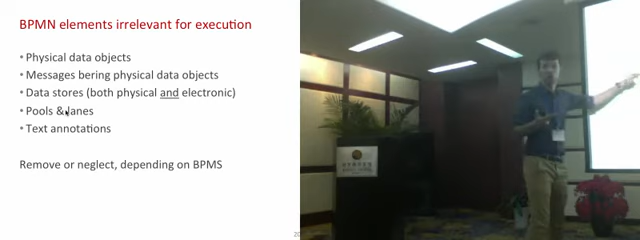 BPMN elements irrelevant for execution
• Physical data objects
• Messages bering physical data objects
• Data stores (both physical and electronic)
• Pools & lanes
• Text annotations
Remove or neglect, depending on BPMS